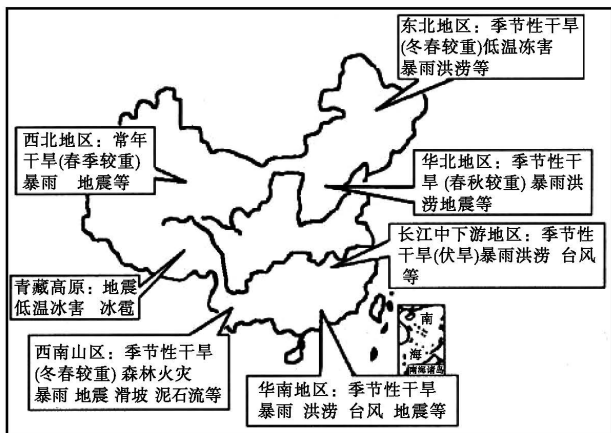 东北地区：季节性干旱
(冬春较重)低温冻害
暴雨洪涝等
西北地区：常年
干旱(春季较重)
暴雨 地震等
华北地区：季节性干
旱 (春秋较重) 暴雨洪
涝地震等
长江中下游地区：季节性
干旱(伏旱)暴雨洪涝 台风
等
青藏高原：地震
低温冰害 冰雹
西南山区：季节性干旱
(冬春较重) 森林火灾
暴雨 地震 滑坡 泥石流等
华南地区：季节性干旱
暴雨 洪涝 台风 地震等
南
海
南海诸岛